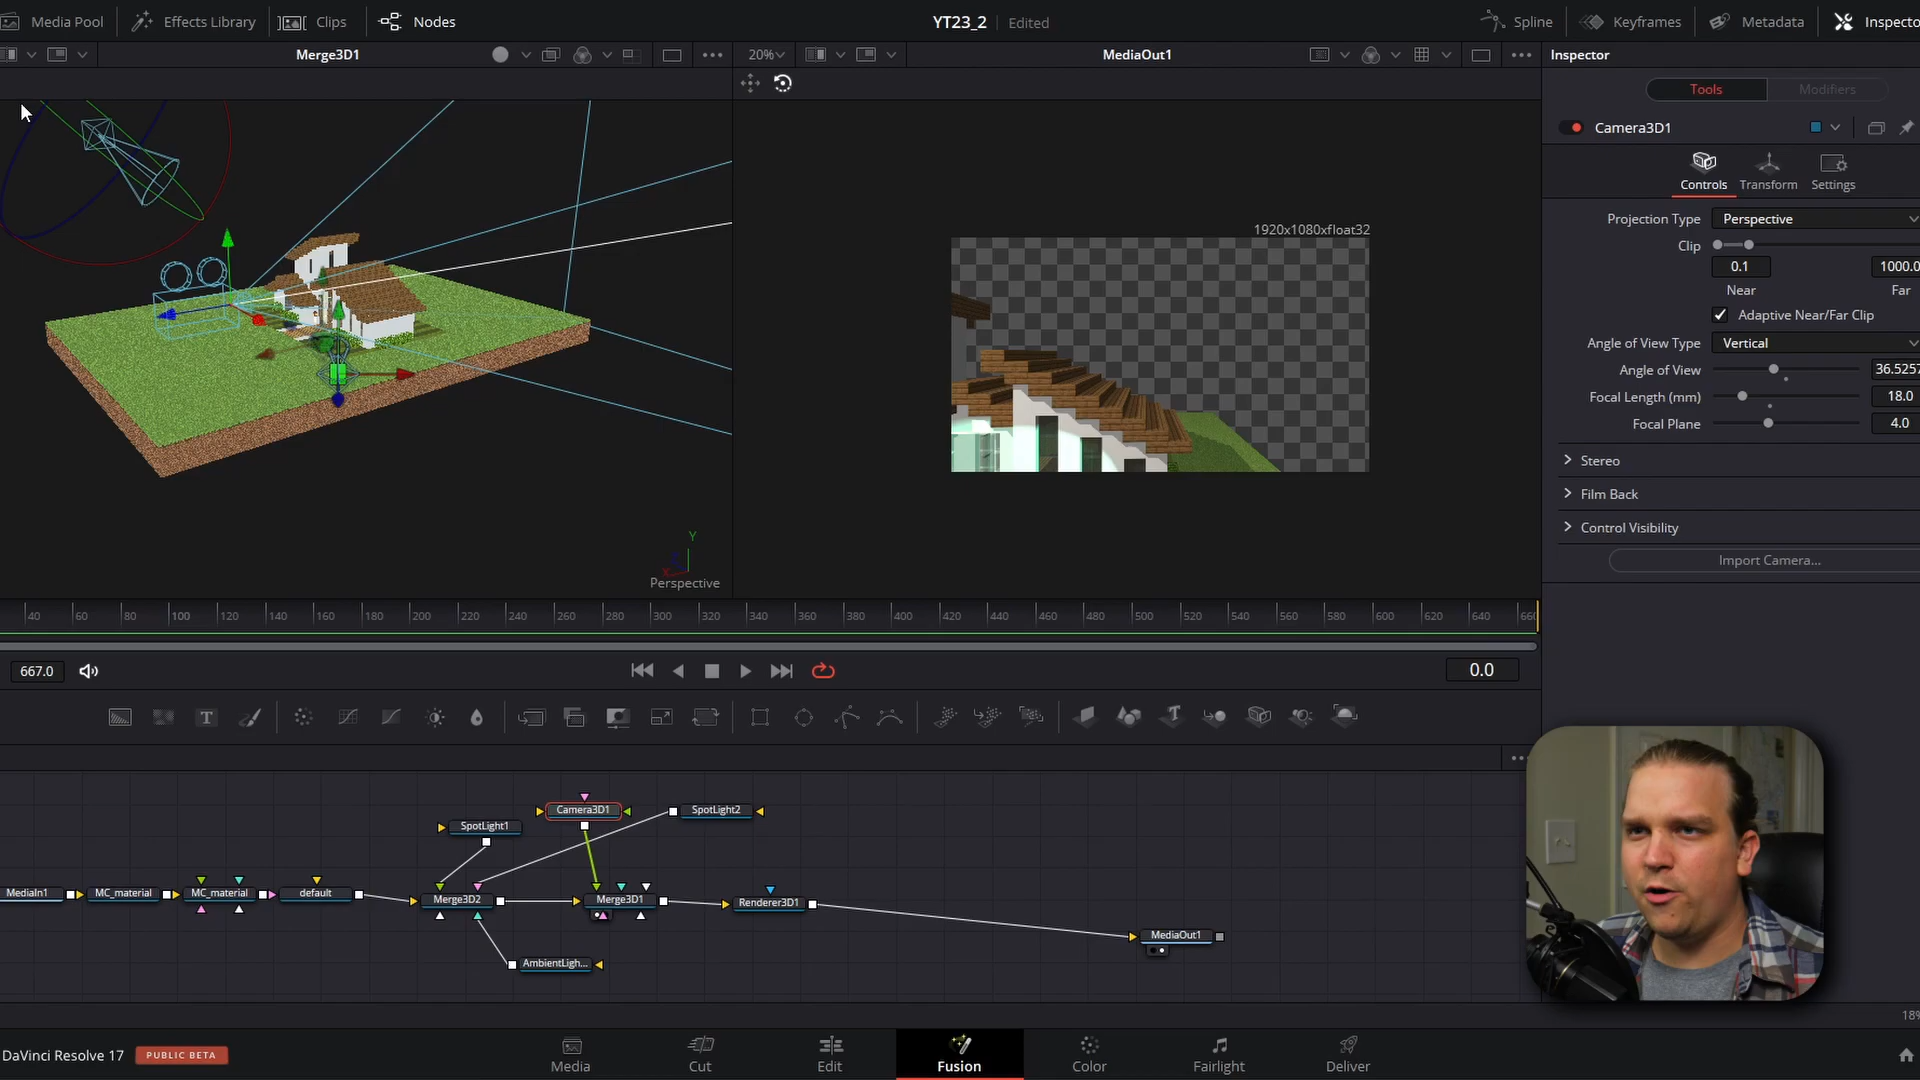 Media Pool
Effects Library
Clips
Nodes
YT23_2
Edited
Spline
Keyframes
Metadata
Inspecto
Merge3D1
20%
MediaOut1
Inspector
Tools
Modifiers
Camera3D1
Controls
Transform
Settings
Projection Type
Perspective
Clip
0.1
1000.0
Near
Far
Adaptive Near/Far Clip
Angle of View Type
Vertical
Angle of View
36.5257
Focal Length (mm)
18.0
Focal Plane
4.0
Stereo
Film Back
Control Visibility
Import Camera...
1920x1080xfloat32
Y
X
Perspective
40 60 80 100 120 140 160 180 200 220 240 260 280 300 320 340 360 380 400 420 440 460 480 500 520 540 560 580 600 620 640 660
667.0
0.0
T
Camera3D1
SpotLight2
SpotLight1
MediaIn1
MC_material
MC_material
default
Merge3D2
Merge3D1
Renderer3D1
MediaOut1
AmbientLigh...
18%
DaVinci Resolve 17
PUBLIC BETA
Media
Cut
Edit
Fusion
Color
Fairlight
Deliver